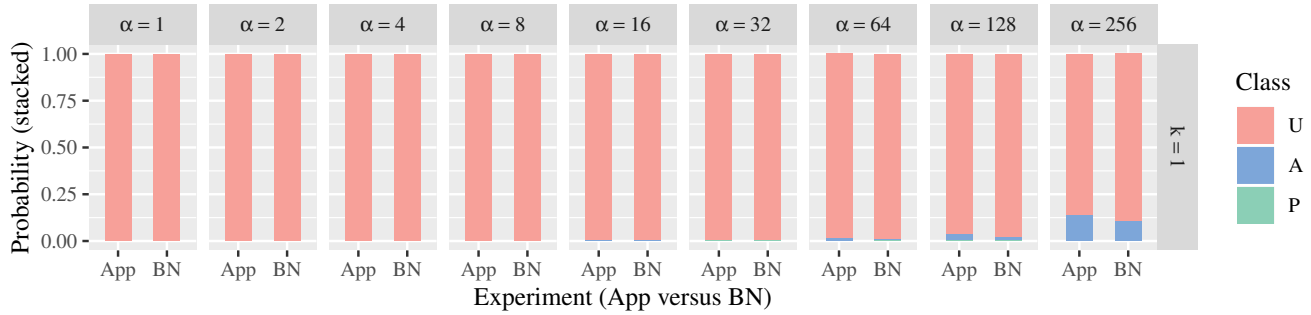 α = 1 α = 2 α = 4 α = 8 α = 16 α = 32 α = 64 α = 128 α = 256
Probability (stacked)
1.00
0.75
0.50
0.25
0.00
k = 1
App BN App BN App BN App BN App BN App BN App BN App BN App BN
Experiment (App versus BN)
Class
U
A
P